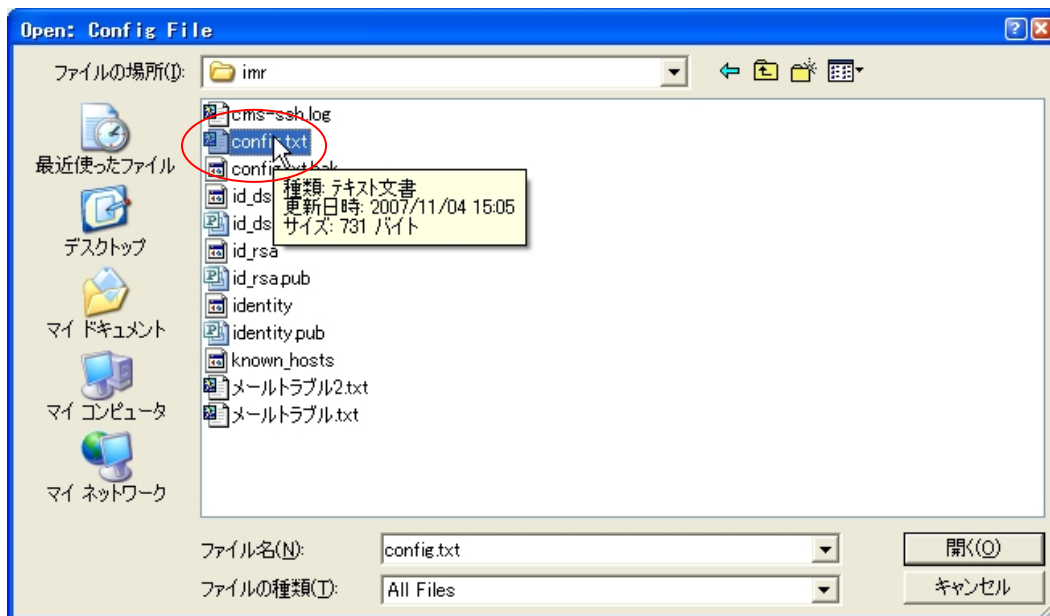 Open: Config File
ファイルの場所(I):
imr
最近使ったファイル
デスクトップ
マイ ドキュメント
マイ コンピュータ
マイ ネットワーク
cms-ssh.log
config.txt
config.txt.bak
id_ds
id_ds
id_rsa
id_rsa.pub
identity
identity.pub
known_hosts
メールトラブル2.txt
メールトラブル.txt
種類: テキスト文書
更新日時: 2007/11/04 15:05
サイズ: 731 バイト
ファイル名(N):
config.txt
開く(O)
ファイルの種類(T):
All Files
キャンセル